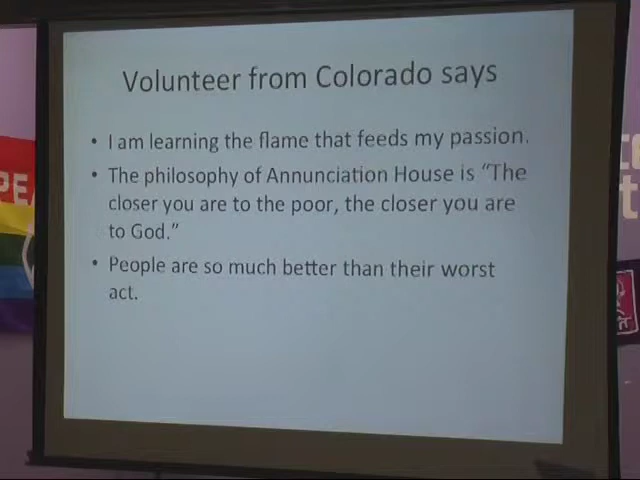 Volunteer from Colorado says
• I am learning the flame that feeds my passion.
• The philosophy of Annunciation House is “The
closer you are to the poor, the closer you are
to God.”
• People are so much better than their worst
act.
PE